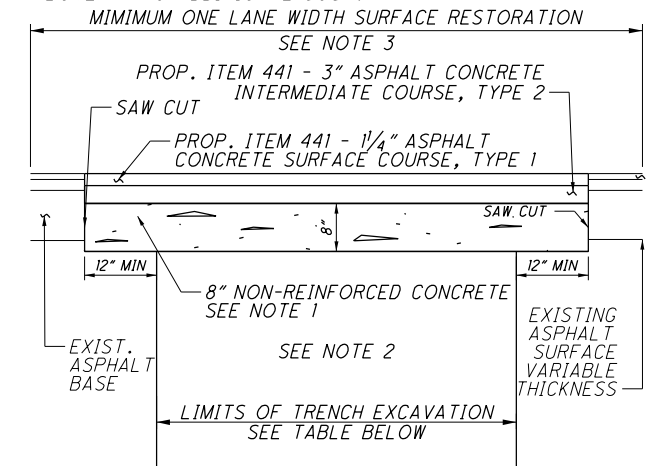 MIMIMUM ONE LANE WIDTH SURFACE RESTORATION
SEE NOTE 3
PROP. ITEM 441 - 3" ASPHALT CONCRETE
INTERMEDIATE COURSE, TYPE 2
SAW CUT
PROP. ITEM 441 - 1 1/4" ASPHALT
CONCRETE SURFACE COURSE, TYPE 1
SAW CUT
8"
12" MIN
12" MIN
8" NON-REINFORCED CONCRETE
SEE NOTE 1
EXISTING
ASPHALT
SURFACE
VARIABLE
THICKNESS
EXIST.
ASPHALT
BASE
SEE NOTE 2
LIMITS OF TRENCH EXCAVATION
SEE TABLE BELOW